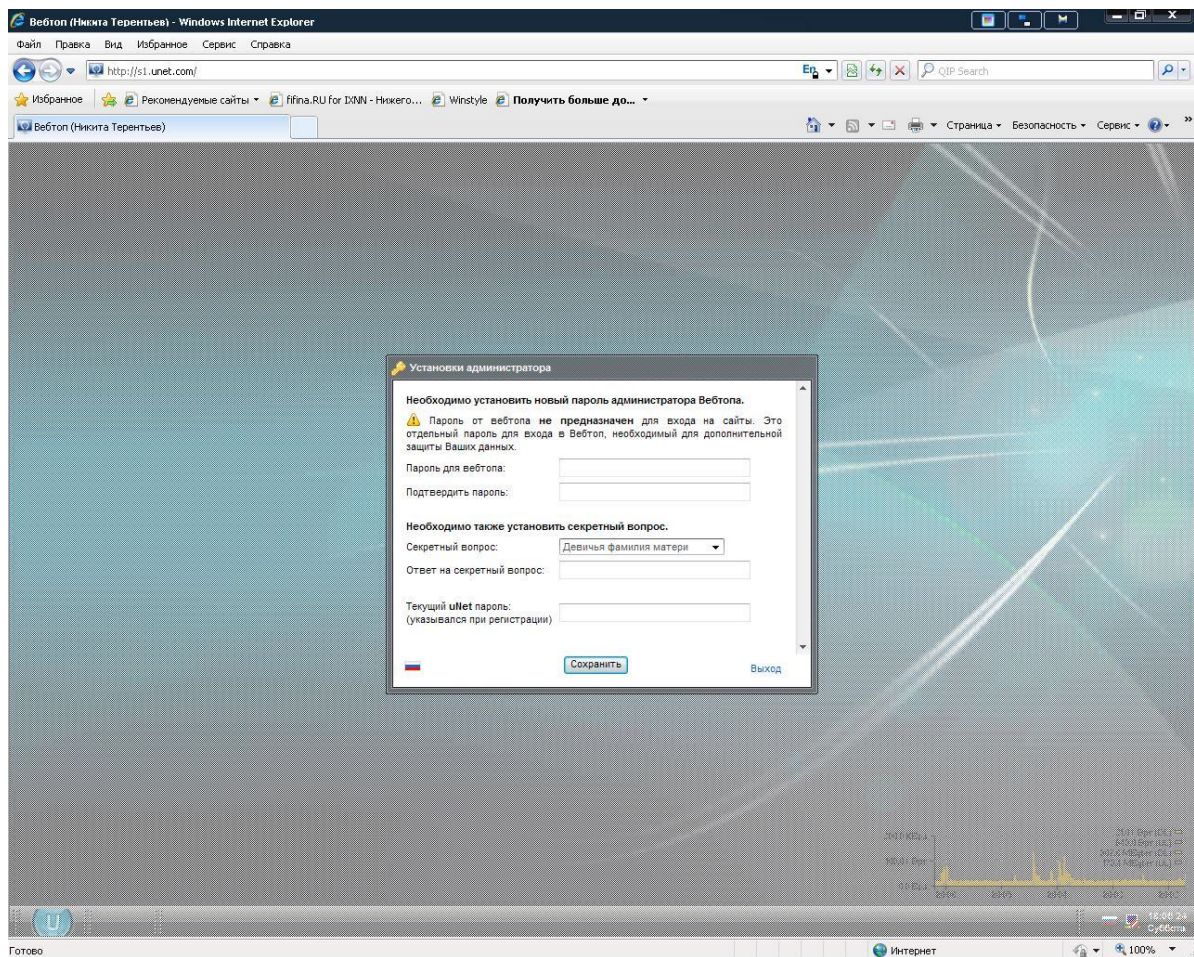 Вебтоп (Никита Терентьев) - Windows Internet Explorer
Файл Правка Вид Избранное Сервис Справка
http://s1.unet.com/ En QIP Search
Избранное Рекомендуемые сайты fifina.RU for IXNN - Нижего... Winstyle Получить больше до...
Вебтоп (Никита Терентьев) Страница Безопасность Сервис
Установки администратора
Необходимо установить новый пароль администратора Вебтопа.
Пароль от вебтопа не предназначен для входа на сайты. Это
отдельный пароль для входа в Вебтоп, необходимый для дополнительной
защиты Ваших данных.
Пароль для вебтопа:
Подтвердить пароль:
Необходимо также установить секретный вопрос.
Секретный вопрос: Девичья фамилия матери
Ответ на секретный вопрос:
Текущий uNet пароль:
(указывался при регистрации)
Сохранить
Выход
U
Суббота
Готово Интернет 100%